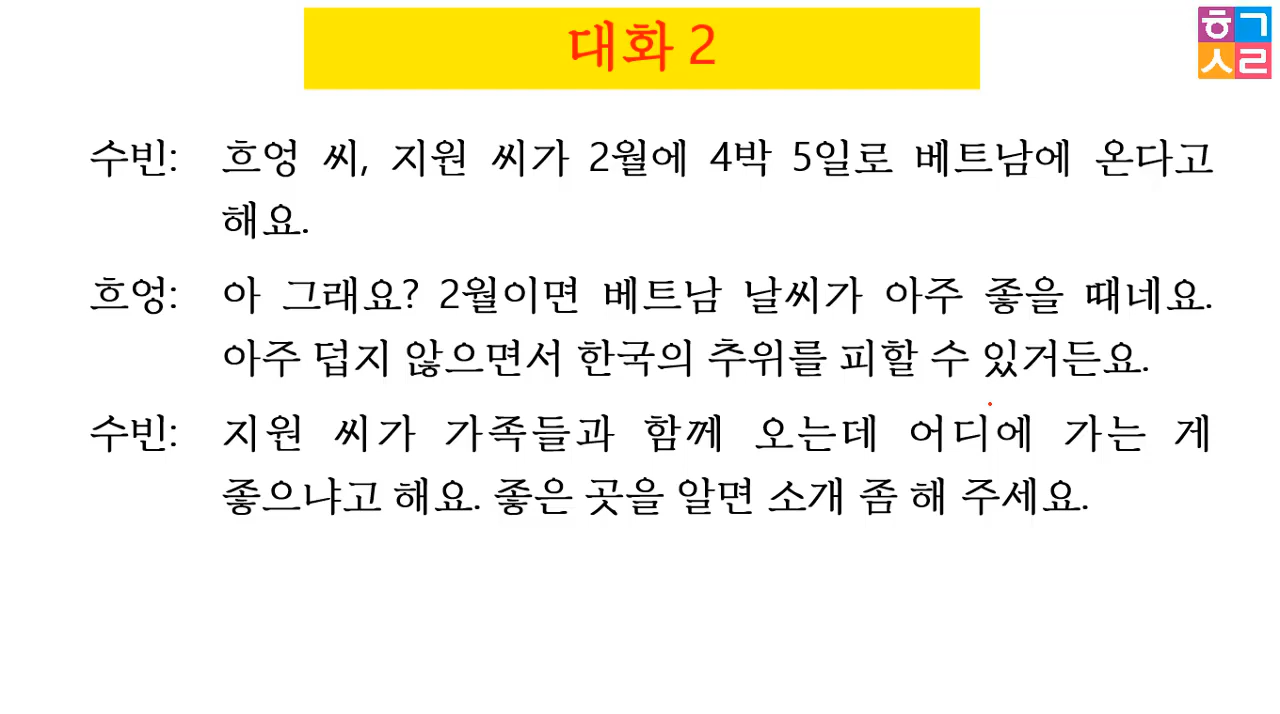 대화 2
ㅎㄱ
ㅅㄹ
수빈: 흐엉 씨, 지원 씨가 2월에 4박 5일로 베트남에 온다고
해요.
흐엉: 아 그래요? 2월이면 베트남 날씨가 아주 좋을 때네요.
아주 덥지 않으면서 한국의 추위를 피할 수 있거든요.
수빈: 지원 씨가 가족들과 함께 오는데 어디에 가는 게
좋으냐고 해요. 좋은 곳을 알면 소개 좀 해 주세요.